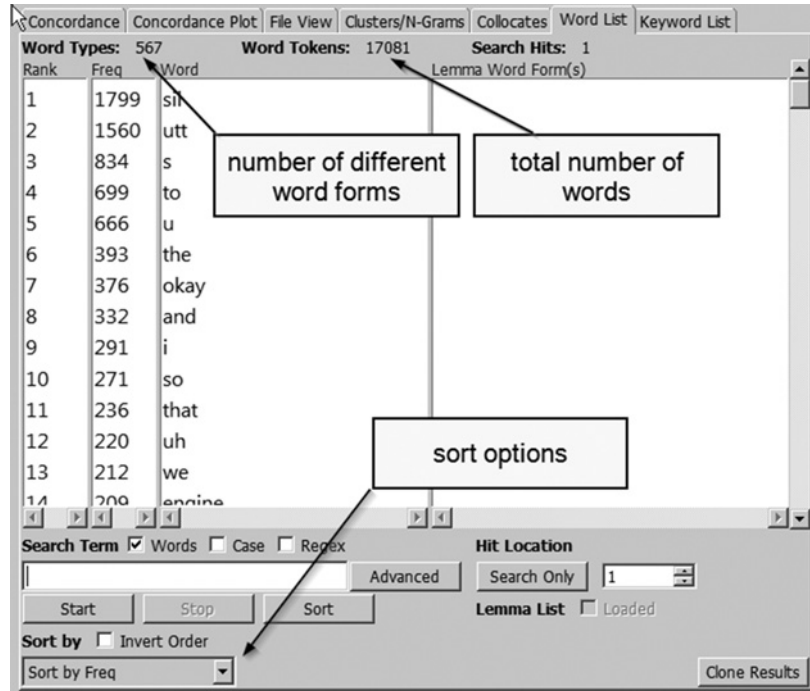 Concordance Concordance Plot File View Clusters/N-Grams Collocates Word List Keyword List
Word Types: 567 Word Tokens: 17081 Search Hits: 1
Rank Freq Word Lemma Word Form(s)
1 1799 sil
2 1560 utt
3 834 s
4 699 to
5 666 u
6 393 the
7 376 okay
8 332 and
9 291 i
10 271 so
11 236 that
12 220 uh
13 212 we
14 209 engine
number of different
word forms
total number of
words
sort options
Search Term Words Case Regex Hit Location
Advanced Search Only 1
Start Stop Sort Lemma List Loaded
Sort by Invert Order
Sort by Freq Clone Results